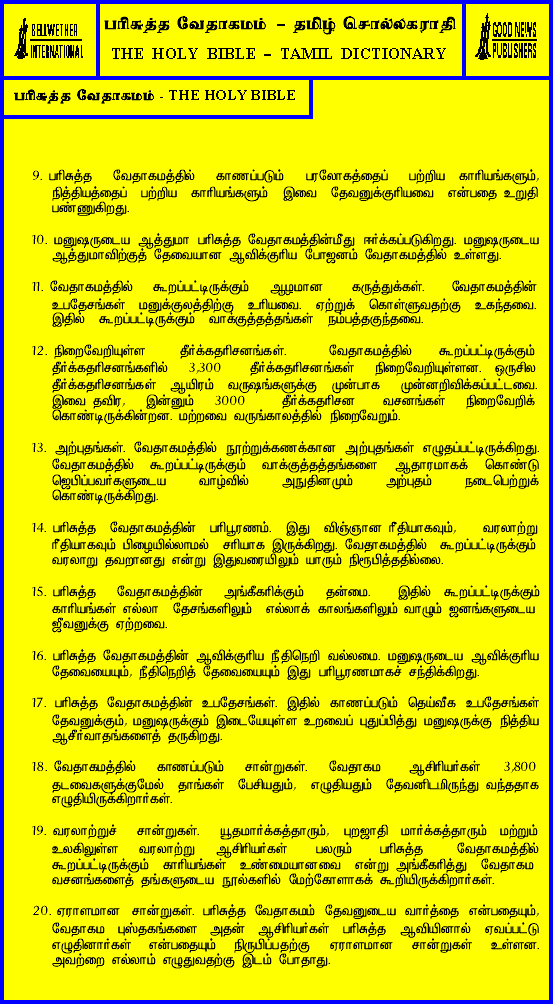 BELLWETHER
INTERNATIONAL
பரிசுத்த வேதாகமம் – தமிழ் சொல்லகராதி
THE HOLY BIBLE – TAMIL DICTIONARY
GOOD NEWS
PUBLISHERS
பரிசுத்த வேதாகமம் - THE HOLY BIBLE
9. பரிசுத்த வேதாகமத்தில் காணப்படும் பரலோகத்தைப் பற்றிய காரியங்களும்,
நித்தியத்தைப் பற்றிய காரியங்களும் இவை தேவனுக்குரியவை என்பதை உறுதி
பண்ணுகிறது.
10. மனுஷருடைய ஆத்துமா பரிசுத்த வேதாகமத்தின்மீது ஈர்க்கப்படுகிறது. மனுஷருடைய
ஆத்துமாவிற்குத் தேவையான ஆவிக்குரிய போஜனம் வேதாகமத்தில் உள்ளது.
11. வேதாகமத்தில் கூறப்பட்டிருக்கும் ஆழமான கருத்துக்கள். வேதாகமத்தின்
உபதேசங்கள் மனுக்குலத்திற்கு உரியவை. ஏற்றுக் கொள்ளுவதற்கு உகந்தவை.
இதில் கூறப்பட்டிருக்கும் வாக்குத்தத்தங்கள் நம்பத்தகுந்தவை.
12. நிறைவேறியுள்ள தீர்க்கதரிசனங்கள். வேதாகமத்தில் கூறப்பட்டிருக்கும்
தீர்க்கதரிசனங்களில் 3,300 தீர்க்கதரிசனங்கள் நிறைவேறியுள்ளன. ஒருசில
தீர்க்கதரிசனங்கள் ஆயிரம் வருஷங்களுக்கு முன்பாக முன்னறிவிக்கப்பட்டவை.
இவை தவிர, இன்னும் 3000 தீர்க்கதரிசன வசனங்கள் நிறைவேறிக்
கொண்டிருக்கின்றன. மற்றவை வருங்காலத்தில் நிறைவேறும்.
13. அற்புதங்கள். வேதாகமத்தில் நூற்றுக்கணக்கான அற்புதங்கள் எழுதப்பட்டிருக்கிறது.
வேதாகமத்தில் கூறப்பட்டிருக்கும் வாக்குத்தத்தங்களை ஆதாரமாகக் கொண்டு
ஜெபிப்பவர்களுடைய வாழ்வில் அநுதினமும் அற்புதம் நடைபெற்றுக்
கொண்டிருக்கிறது.
14. பரிசுத்த வேதாகமத்தின் பரிபூரணம். இது விஞ்ஞான ரீதியாகவும், வரலாற்று
ரீதியாகவும் பிழையில்லாமல் சரியாக இருக்கிறது. வேதாகமத்தில் கூறப்பட்டிருக்கும்
வரலாறு தவறானது என்று இதுவரையிலும் யாரும் நிரூபித்ததில்லை.
15. பரிசுத்த வேதாகமத்தின் அங்கீகரிக்கும் தன்மை. இதில் கூறப்பட்டிருக்கும்
காரியங்கள் எல்லா தேசங்களிலும் எல்லாக் காலங்களிலும் வாழும் ஜனங்களுடைய
ஜீவனுக்கு ஏற்றவை.
16. பரிசுத்த வேதாகமத்தின் ஆவிக்குரிய நீதிநெறி வல்லமை. மனுஷருடைய ஆவிக்குரிய
தேவையையும், நீதிநெறித் தேவையையும் இது பரிபூரணமாகச் சந்திக்கிறது.
17. பரிசுத்த வேதாகமத்தின் உபதேசங்கள். இதில் காணப்படும் தெய்வீக உபதேசங்கள்
தேவனுக்கும், மனுஷருக்கும் இடையேயுள்ள உறவைப் புதுப்பித்து மனுஷருக்கு நித்திய
ஆசீர்வாதங்களைத் தருகிறது.
18. வேதாகமத்தில் காணப்படும் சான்றுகள். வேதாகம ஆசிரியர்கள் 3,800
தடவைகளுக்குமேல் தாங்கள் பேசியதும், எழுதியதும் தேவனிடமிருந்து வந்ததாக
எழுதியிருக்கிறார்கள்.
19. வரலாற்றுச் சான்றுகள். யூதமார்க்கத்தாரும், புறஜாதி மார்க்கத்தாரும் மற்றும்
உலகிலுள்ள வரலாற்று ஆசிரியர்கள் பலரும் பரிசுத்த வேதாகமத்தில்
கூறப்பட்டிருக்கும் காரியங்கள் உண்மையானவை என்று அங்கீகரித்து வேதாகம
வசனங்களைத் தங்களுடைய நூல்களில் மேற்கோளாகக் கூறியிருக்கிறார்கள்.
20. ஏராளமான சான்றுகள். பரிசுத்த வேதாகமம் தேவனுடைய வார்த்தை என்பதையும்,
வேதாகம புஸ்தகங்களை அதன் ஆசிரியர்கள் பரிசுத்த ஆவியினால் ஏவப்பட்டு
எழுதினார்கள் என்பதையும் நிருபிப்பதற்கு ஏராளமான சான்றுகள் உள்ளன.
அவற்றை எல்லாம் எழுதுவதற்கு இடம் போதாது.